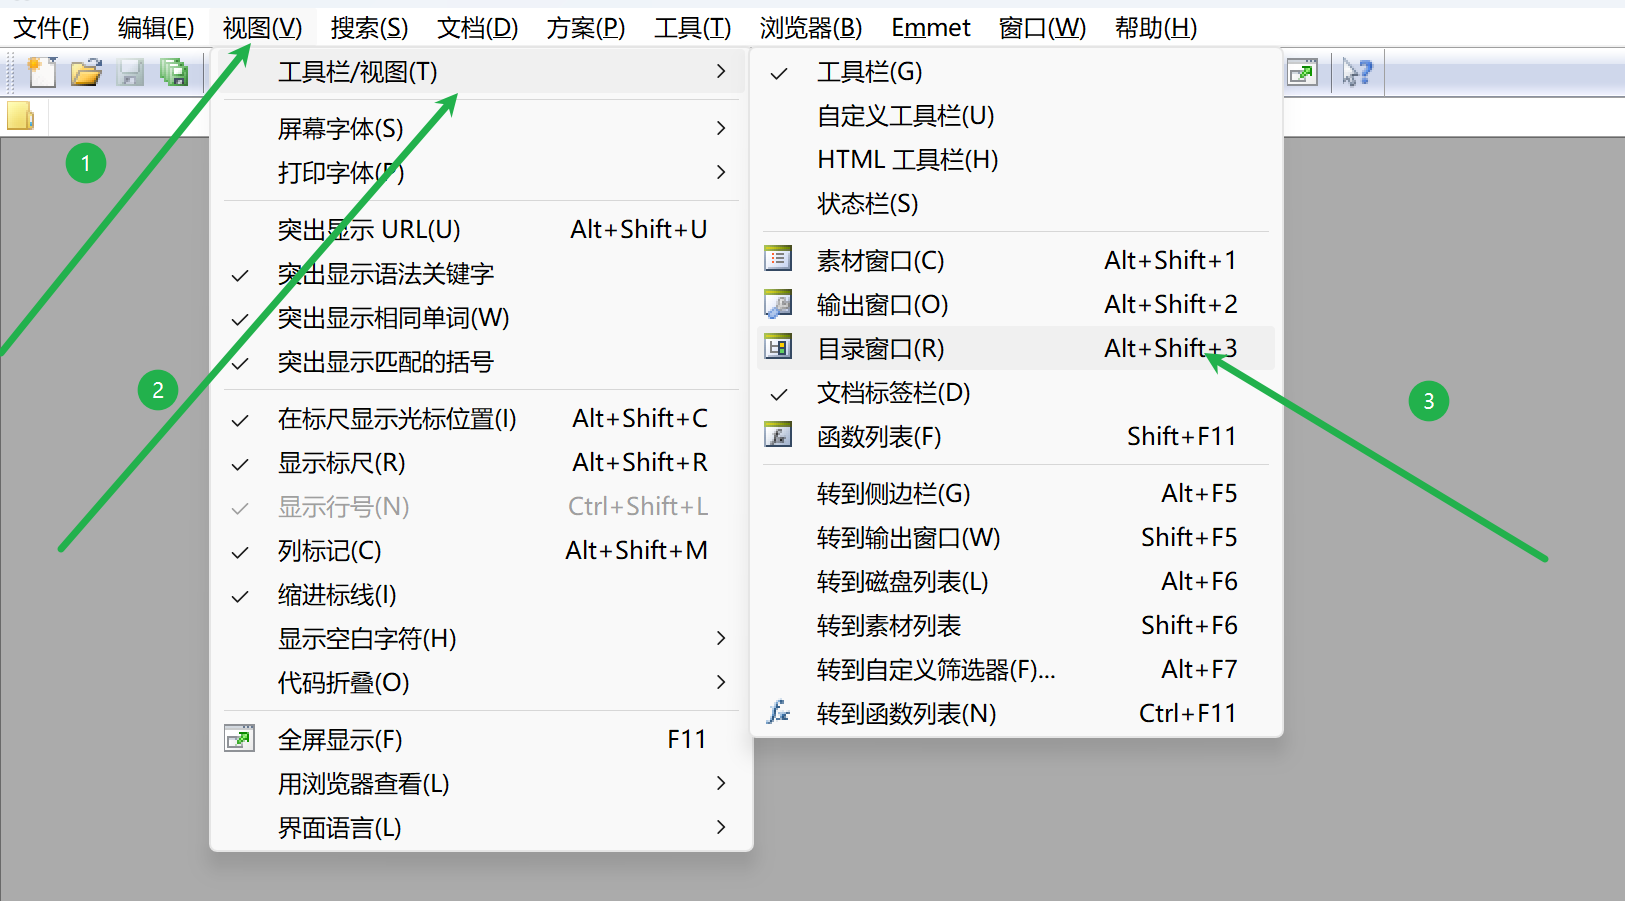 文件(F) 编辑(E) 视图(V) 搜索(S) 文档(D) 方案(P) 工具(T) 浏览器(B) Emmet 窗口(W) 帮助(H)
工具栏/视图(T)
屏幕字体(S)
打印字体(P)
突出显示 URL(U) Alt+Shift+U
突出显示语法关键字
突出显示相同单词(W)
突出显示匹配的括号
在标尺显示光标位置(I) Alt+Shift+C
显示标尺(R) Alt+Shift+R
显示行号(N) Ctrl+Shift+L
列标记(C) Alt+Shift+M
缩进标线(I)
显示空白字符(H)
代码折叠(O)
全屏显示(F) F11
用浏览器查看(L)
界面语言(L)
工具栏(G)
自定义工具栏(U)
HTML 工具栏(H)
状态栏(S)
素材窗口(C) Alt+Shift+1
输出窗口(O) Alt+Shift+2
目录窗口(R) Alt+Shift+3
文档标签栏(D)
函数列表(F) Shift+F11
转到侧边栏(G) Alt+F5
转到输出窗口(W) Shift+F5
转到磁盘列表(L) Alt+F6
转到素材列表 Shift+F6
转到自定义筛选器(F)... Alt+F7
转到函数列表(N) Ctrl+F11
1
2
3